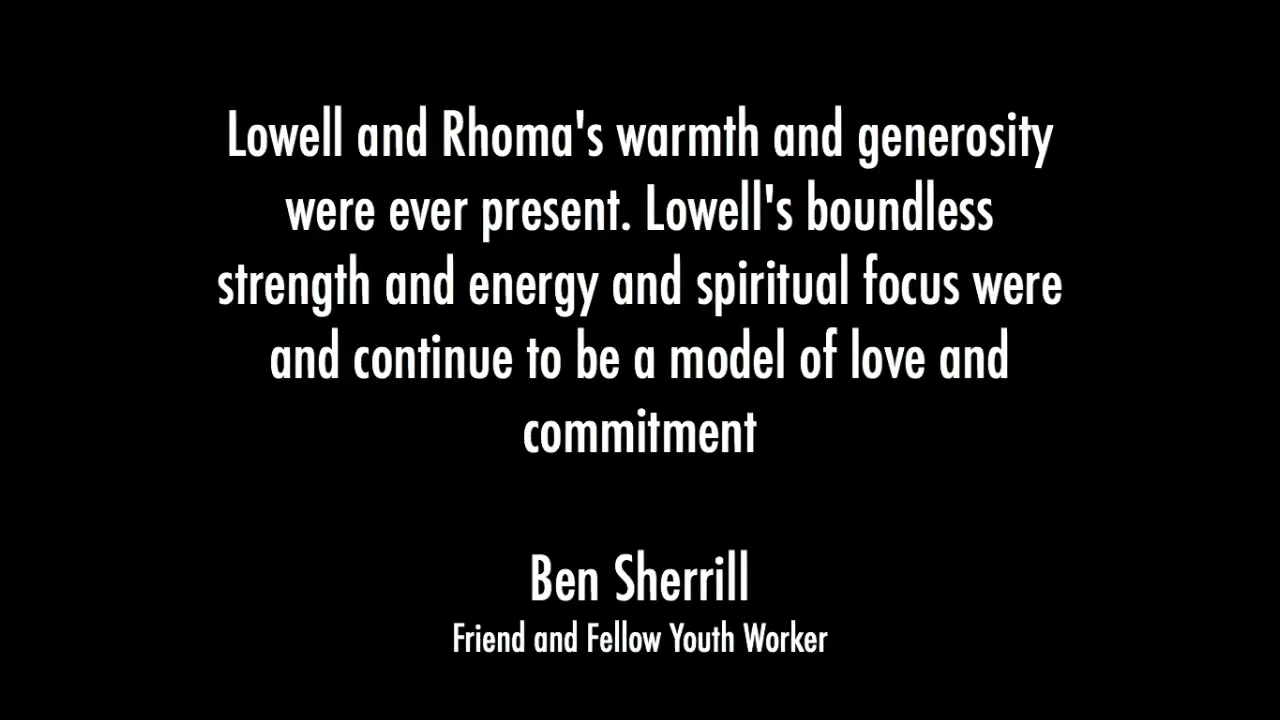 Lowell and Rhoma's warmth and generosity
were ever present. Lowell's boundless
strength and energy and spiritual focus were
and continue to be a model of love and
commitment
Ben Sherrill
Friend and Fellow Youth Worker